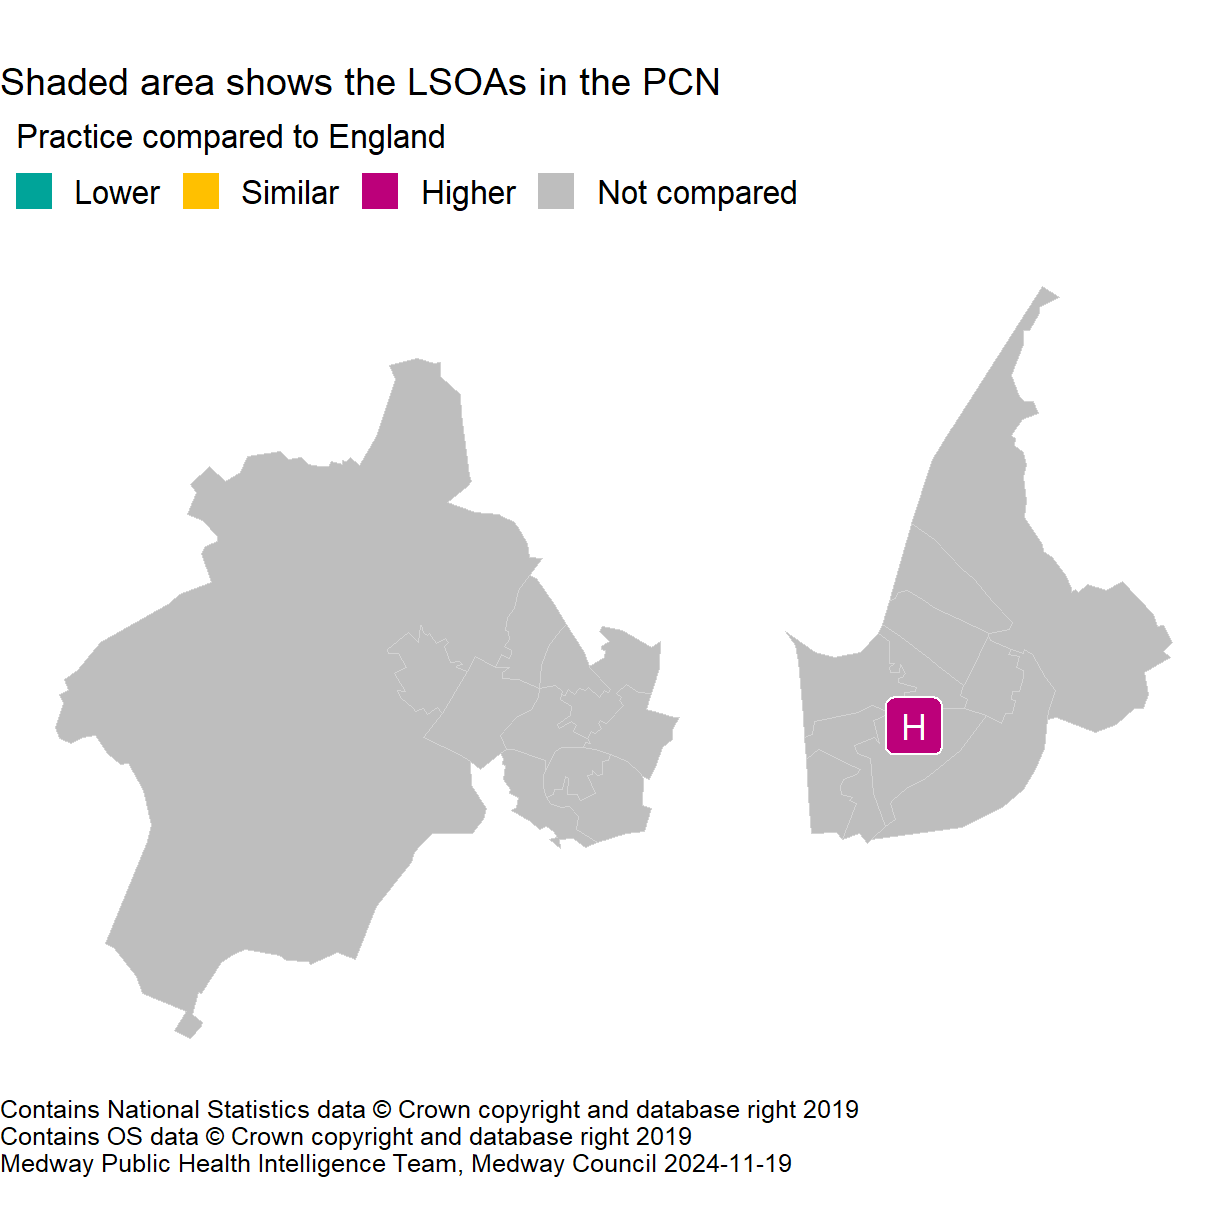 Shaded area shows the LSOAs in the PCN
Practice compared to England
Lower Similar Higher Not compared
H
Contains National Statistics data © Crown copyright and database right 2019
Contains OS data © Crown copyright and database right 2019
Medway Public Health Intelligence Team, Medway Council 2024-11-19